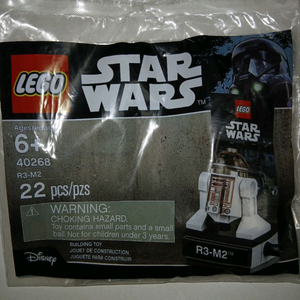 LEGO
STAR
WARS™
Ages/edades
6+
40268
R3-M2
22 pcs/pzs
WARNING:
CHOKING HAZARD.
Toy contains small parts and a small
ball. Not for children under 3 years.
BUILDING TOY
JOUET DE CONSTRUCTION
JUGUETE PARA CONSTRUIR
Disney
LEGO
STAR
WARS
R3-M2™